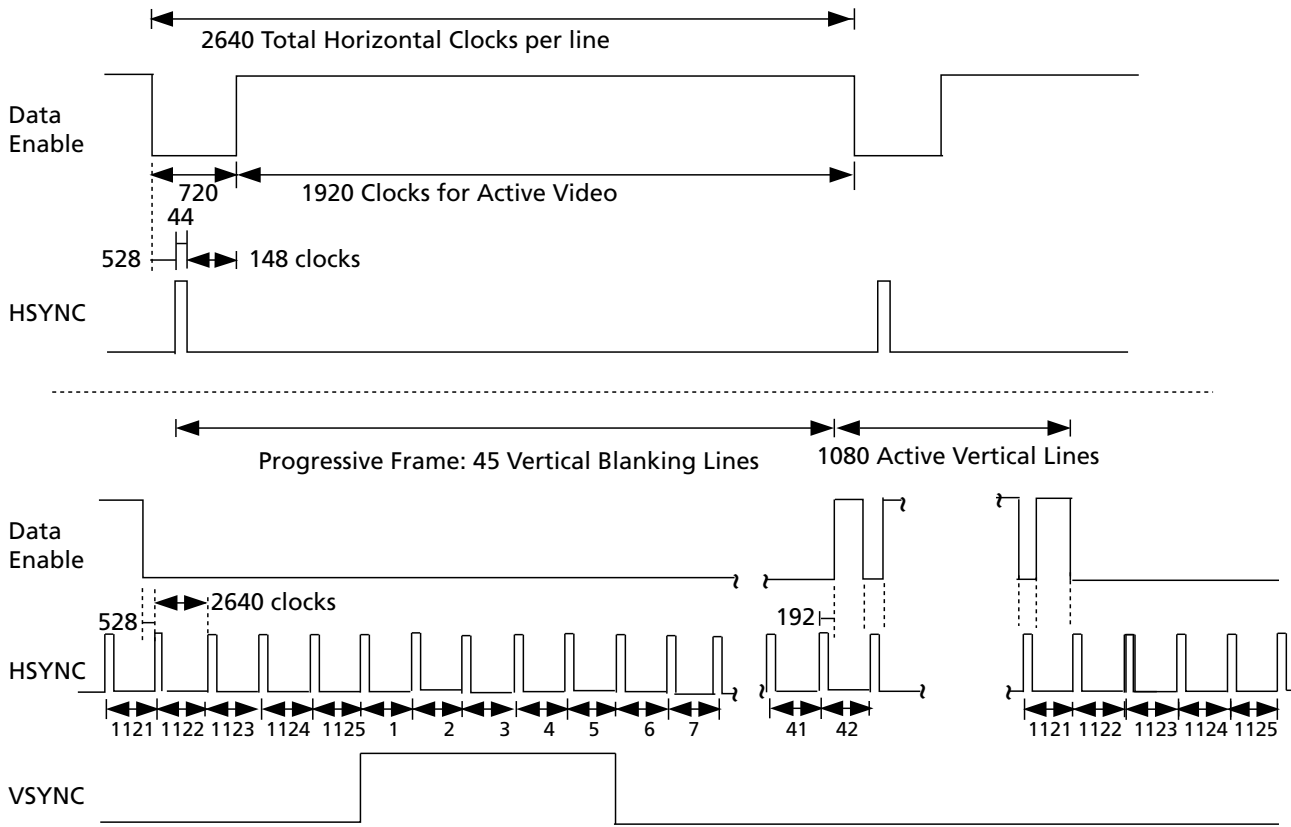 2640 Total Horizontal Clocks per line
Data
Enable
720
1920 Clocks for Active Video
44
528
148 clocks
HSYNC
Progressive Frame: 45 Vertical Blanking Lines
1080 Active Vertical Lines
Data
Enable
2640 clocks
528
192
HSYNC
1121 1122 1123 1124 1125 1 2 3 4 5 6 7 41 42 1121 1122 1123 1124 1125
VSYNC